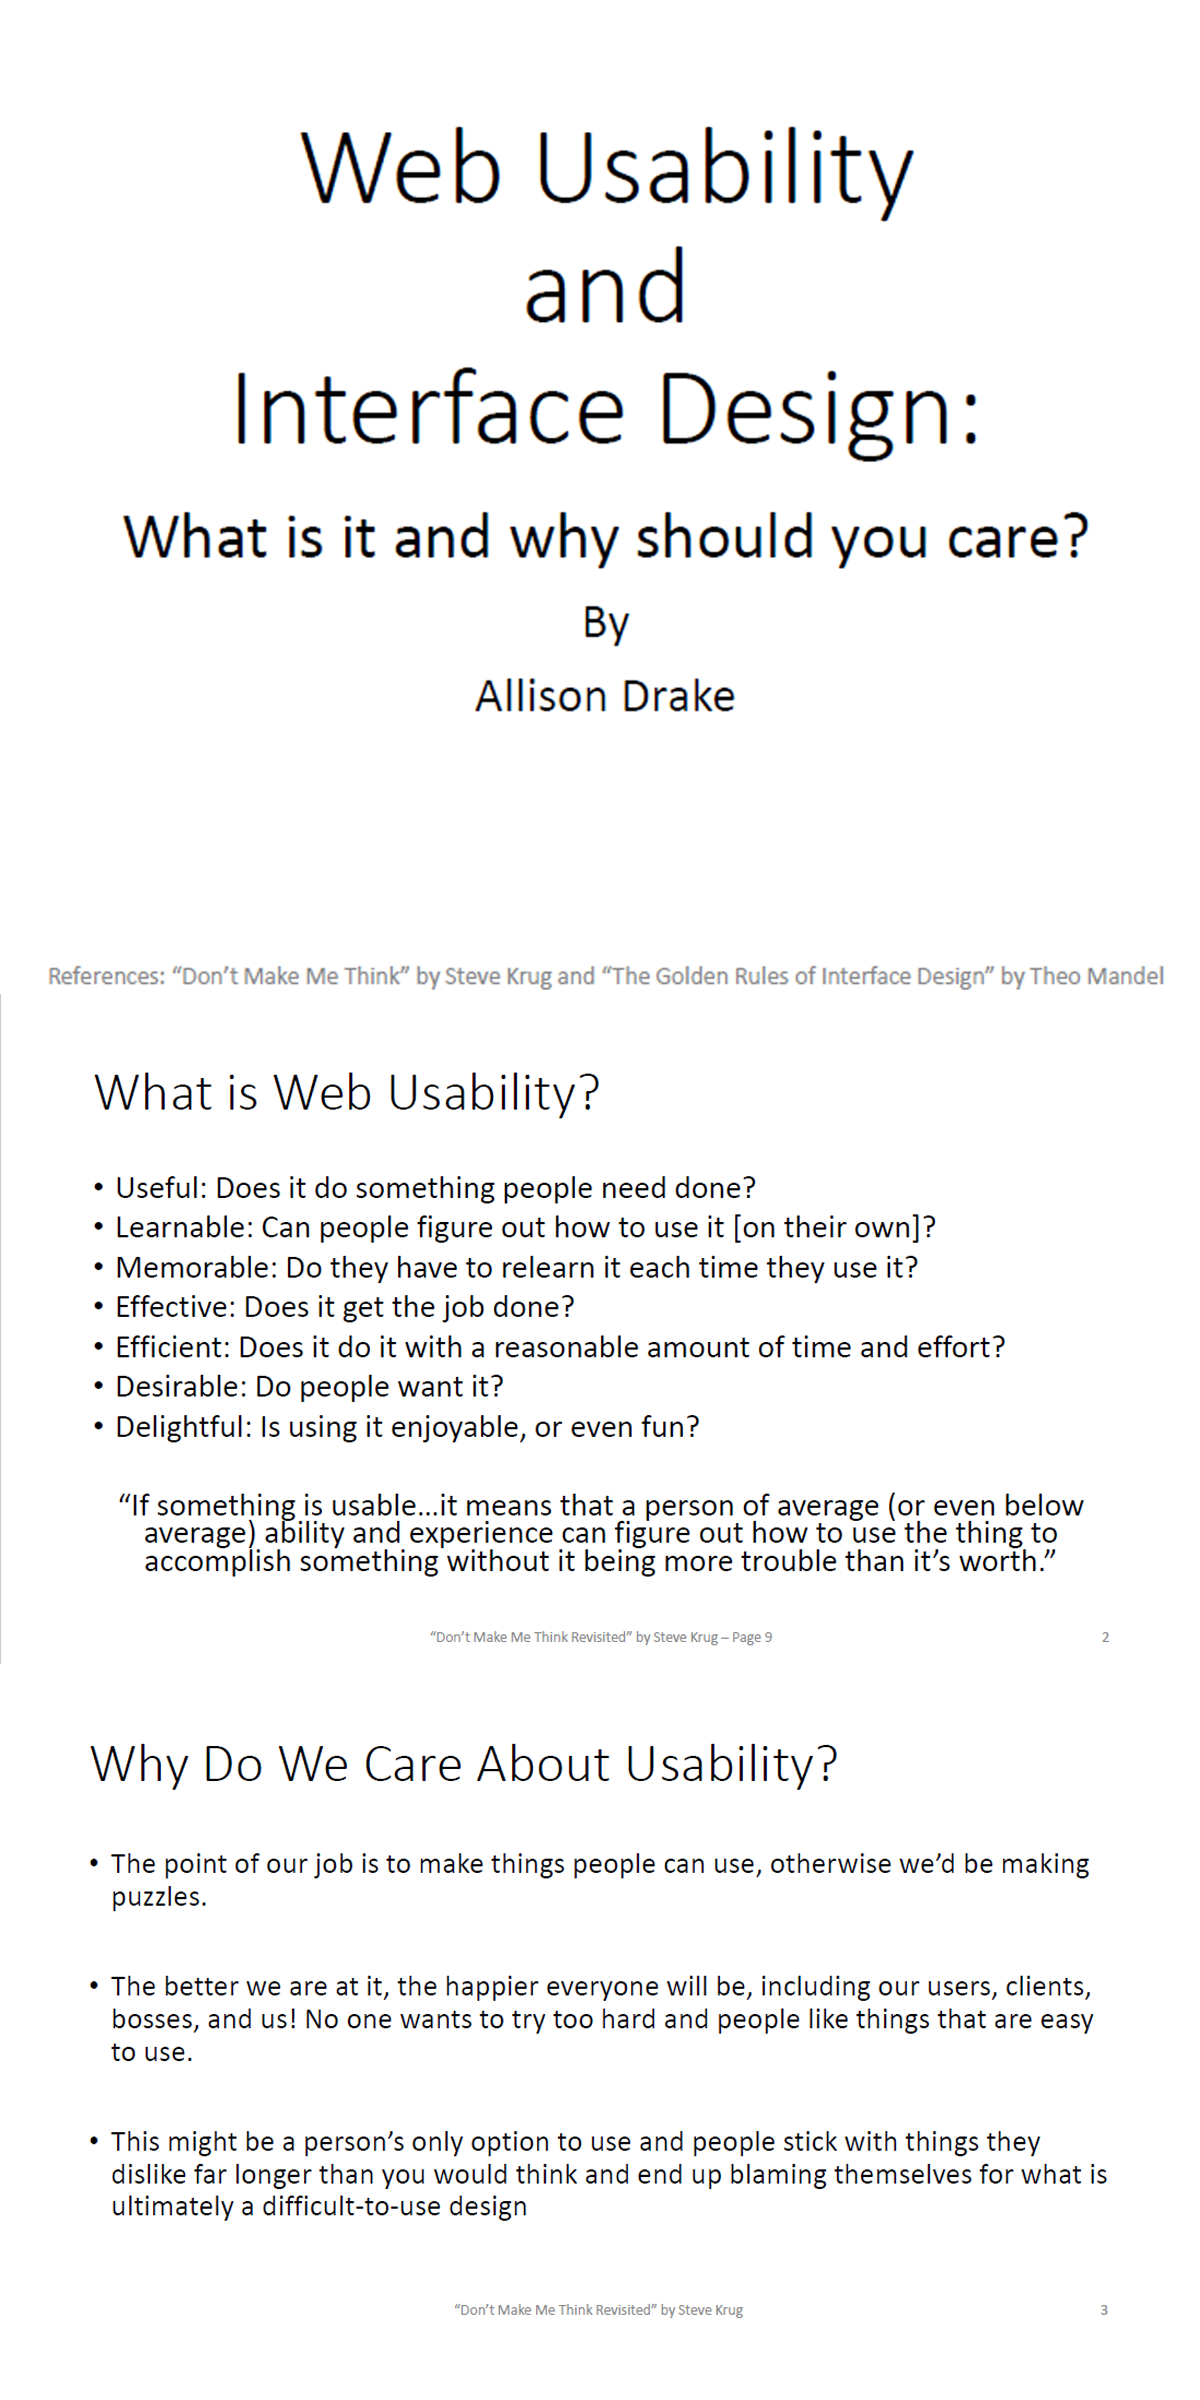 Web Usability
and
Interface Design:
What is it and why should you care?
By
Allison Drake
References: “Don’t Make Me Think” by Steve Krug and “The Golden Rules of Interface Design” by Theo Mandel
What is Web Usability?
• Useful: Does it do something people need done?
• Learnable: Can people figure out how to use it [on their own]?
• Memorable: Do they have to relearn it each time they use it?
• Effective: Does it get the job done?
• Efficient: Does it do it with a reasonable amount of time and effort?
• Desirable: Do people want it?
• Delightful: Is using it enjoyable, or even fun?
“If something is usable...it means that a person of average (or even below
average) ability and experience can figure out how to use the thing to
accomplish something without it being more trouble than it’s worth.”
“Don’t Make Me Think Revisited” by Steve Krug – Page 9 2
Why Do We Care About Usability?
• The point of our job is to make things people can use, otherwise we’d be making
puzzles.
• The better we are at it, the happier everyone will be, including our users, clients,
bosses, and us! No one wants to try too hard and people like things that are easy
to use.
• This might be a person’s only option to use and people stick with things they
dislike far longer than you would think and end up blaming themselves for what is
ultimately a difficult-to-use design
“Don’t Make Me Think Revisited” by Steve Krug 3